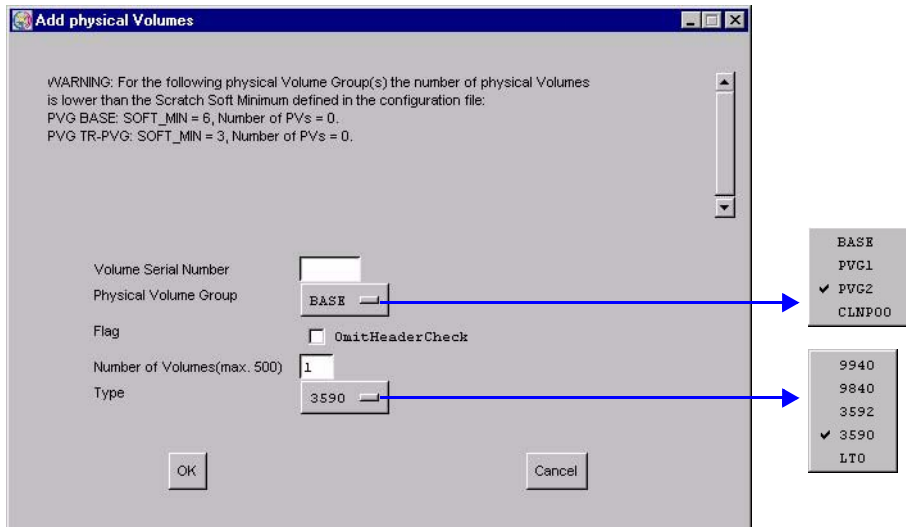 Add physical Volumes
WARNING: For the following physical Volume Group(s) the number of physical Volumes
is lower than the Scratch Soft Minimum defined in the configuration file:
PVG BASE: SOFT_MIN = 6, Number of PVs = 0.
PVG TR-PVG: SOFT_MIN = 3, Number of PVs = 0.
Volume Serial Number
Physical Volume Group BASE
Flag OmitHeaderCheck
Number of Volumes(max. 500) 1
Type 3590
OK Cancel
BASE
PVG1
PVG2
CLNP00
9940
9840
3592
3590
LTO